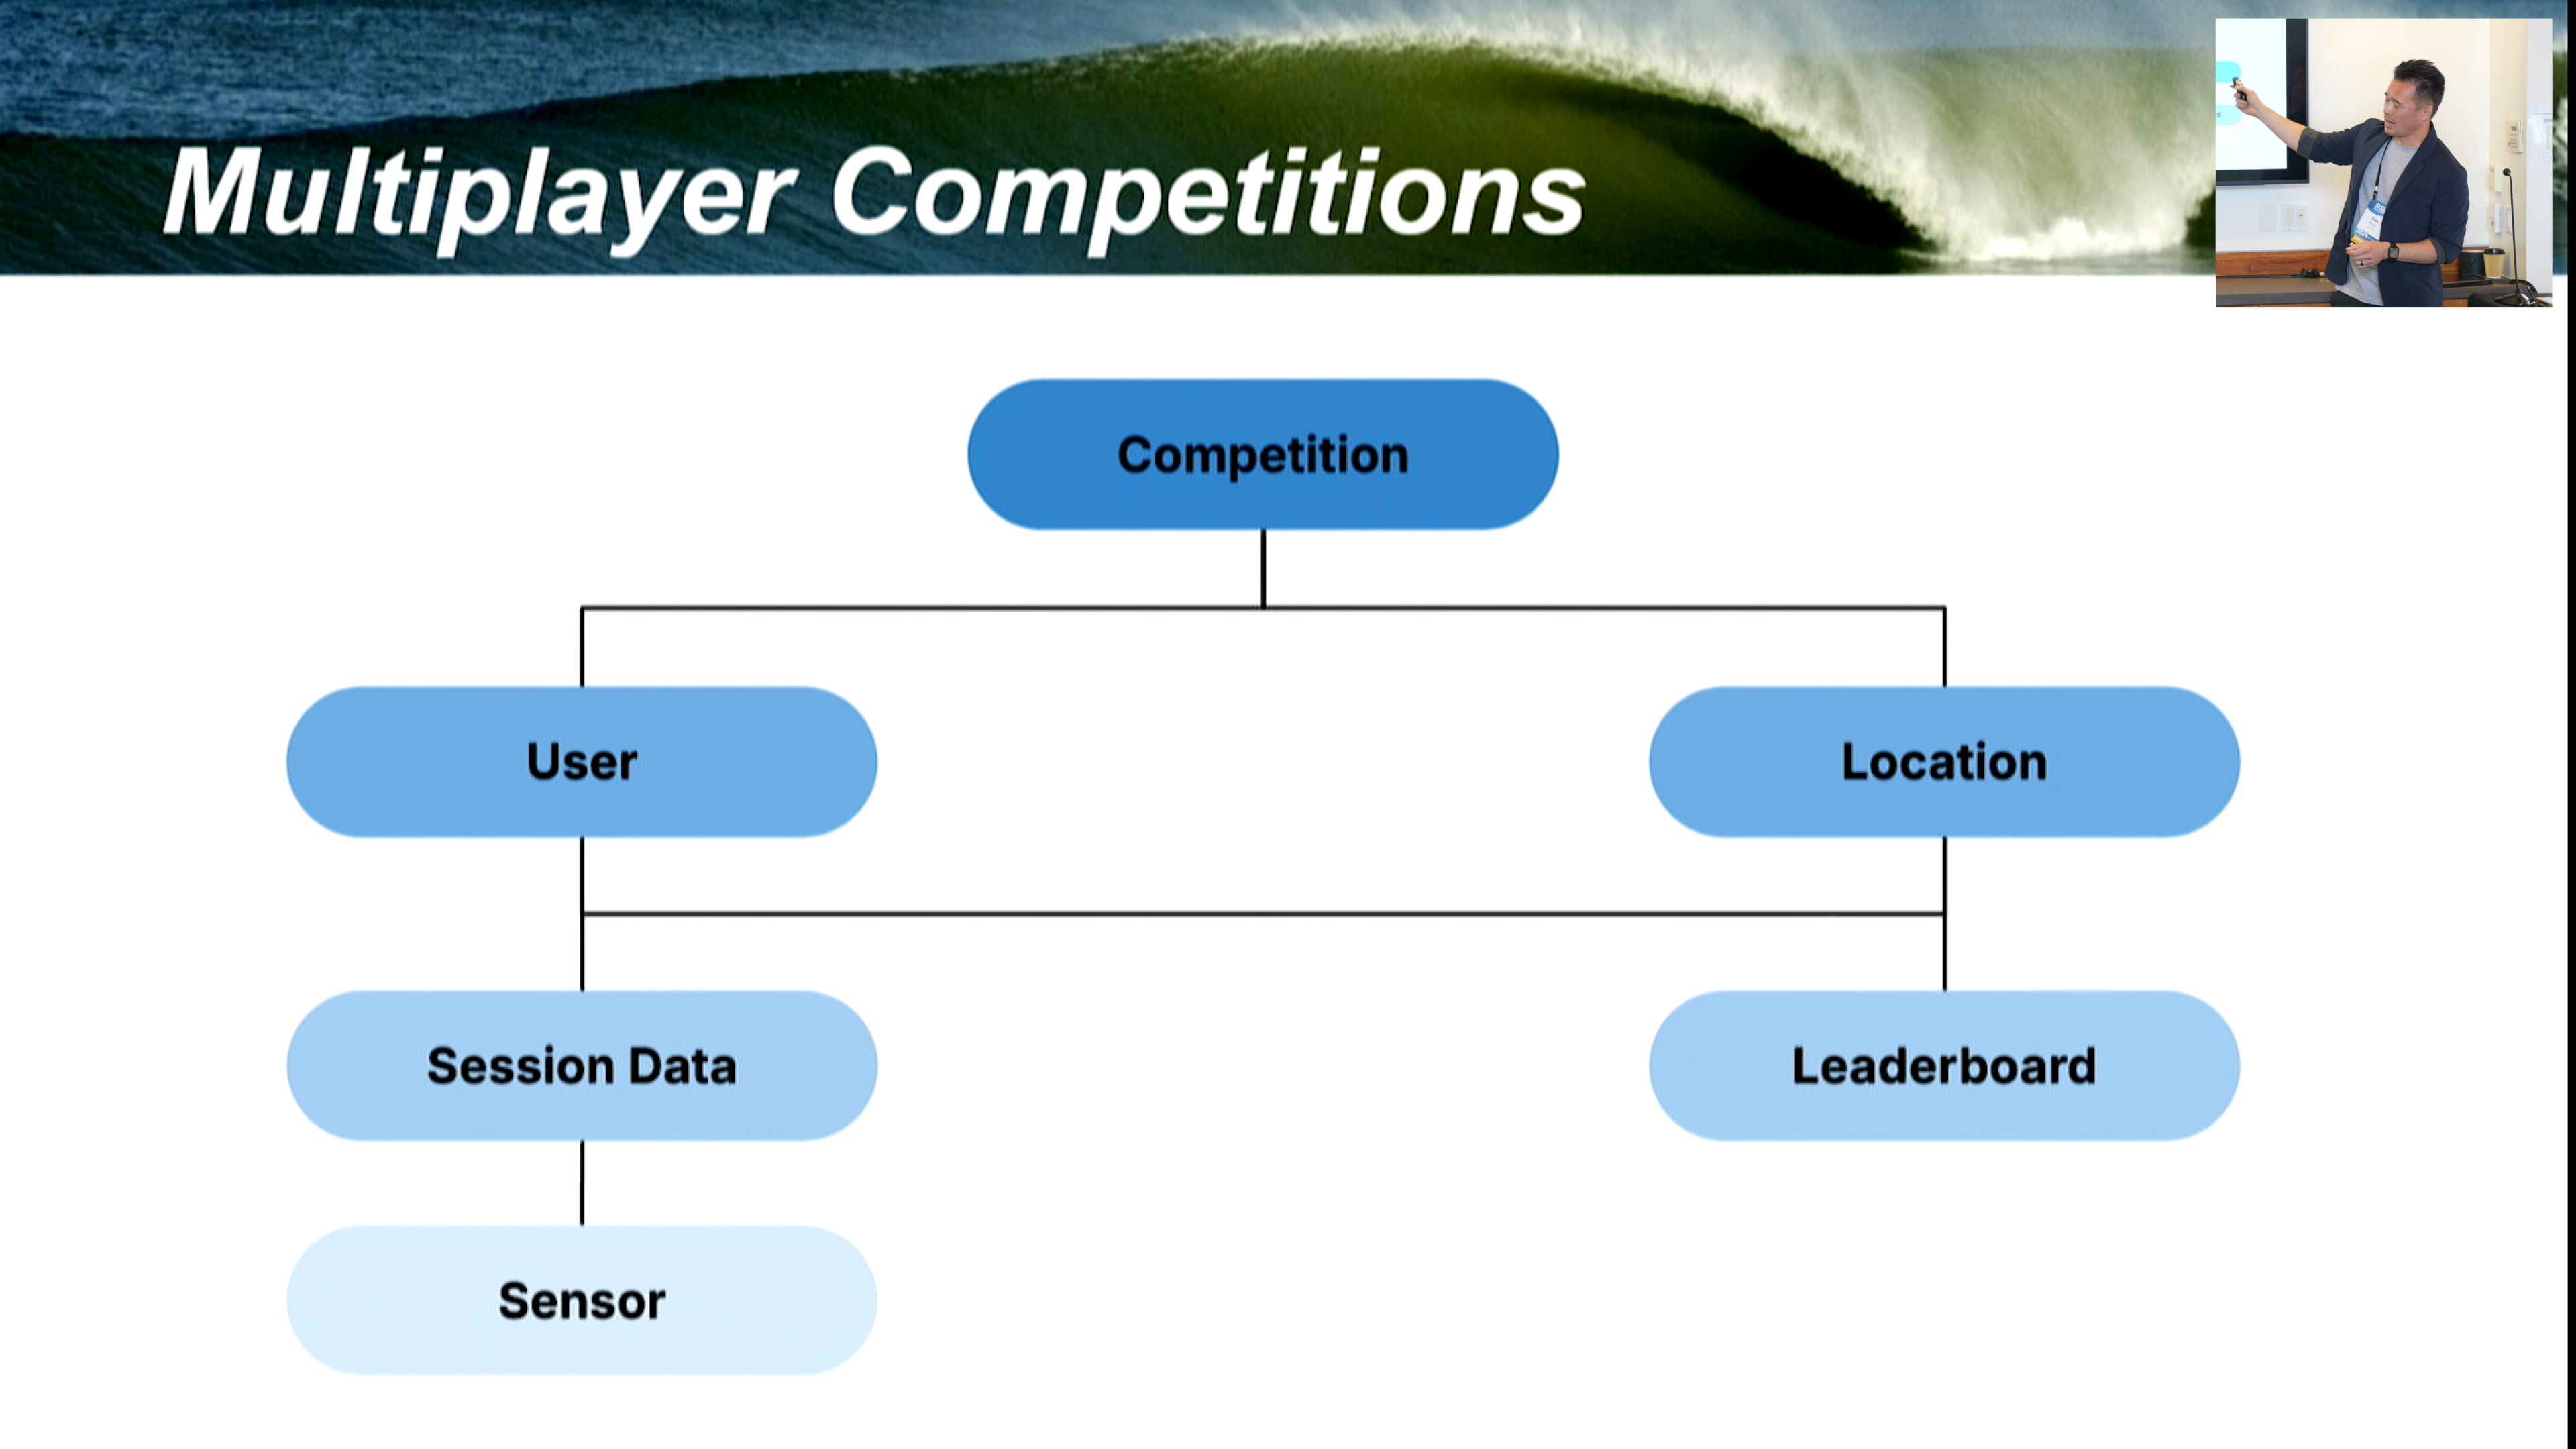 Multiplayer Competitions
Competition
User
Location
Session Data
Leaderboard
Sensor